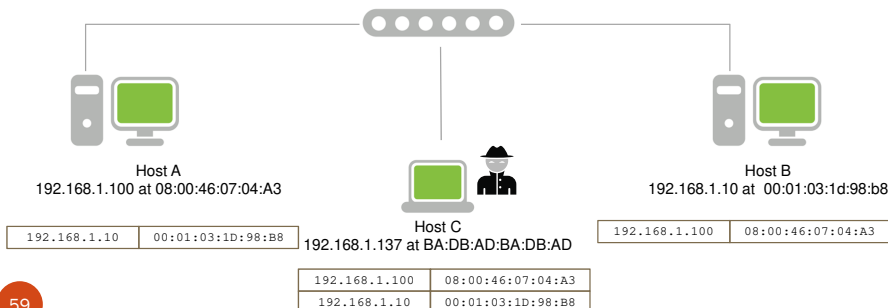 Host A
192.168.1.100 at 08:00:46:07:04:A3
192.168.1.10 00:01:03:1D:98:B8
Host C
192.168.1.137 at BA:DB:AD:BA:DB:AD
192.168.1.100 08:00:46:07:04:A3
192.168.1.10 00:01:03:1D:98:B8
Host B
192.168.1.10 at 00:01:03:1d:98:b8
192.168.1.100 08:00:46:07:04:A3
59